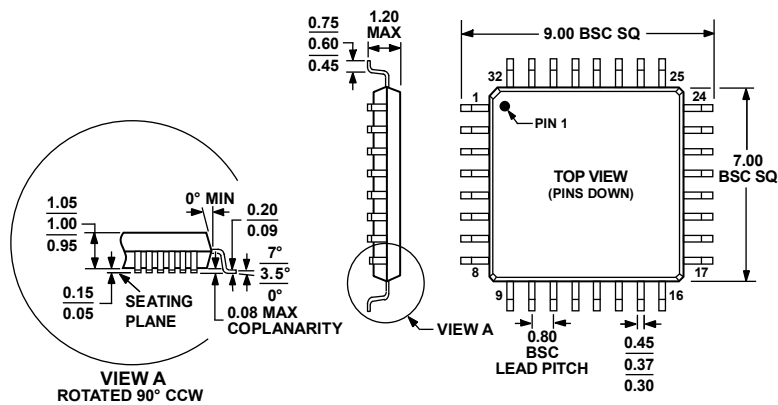 0.75
0.60
0.45
1.20
MAX
9.00 BSC SQ
32
25
1
24
PIN 1
TOP VIEW
(PINS DOWN)
7.00
BSC SQ
8
17
9
16
0.80
BSC
LEAD PITCH
0.45
0.37
0.30
VIEW A
1.05
1.00
0.95
0° MIN
0.20
0.09
7°
3.5°
0°
0.15
0.05
SEATING
PLANE
0.08 MAX
COPLANARITY
VIEW A
ROTATED 90° CCW